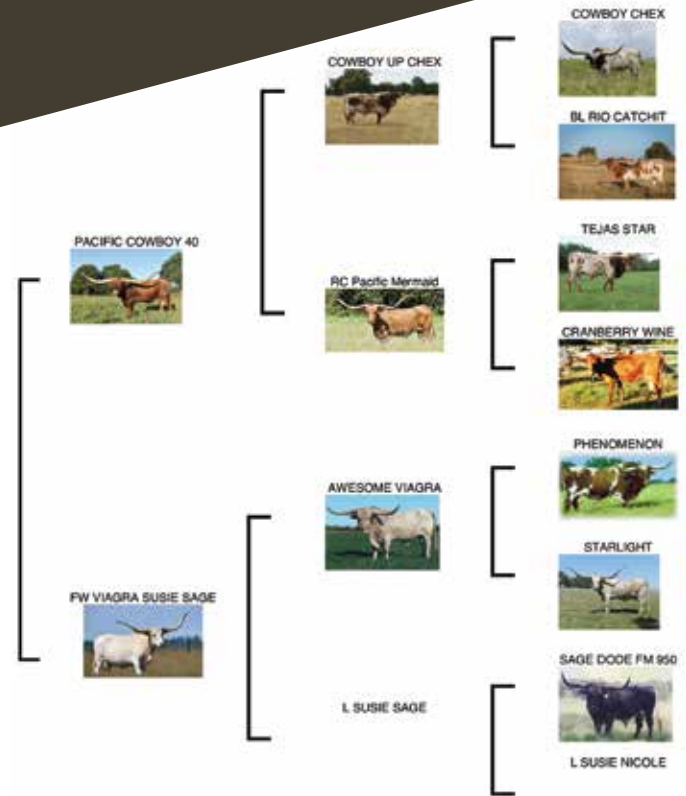 COWBOY CHEX
COWBOY UP CHEX
BL RIO CATCHIT
PACIFIC COWBOY 40
TEJAS STAR
RC Pacific Mermaid
CRANBERRY WINE
PHENOMENON
AWESOME VIAGRA
STARLIGHT
FW VIAGRA SUSIE SAGE
SAGE DODE FM 950
L SUSIE SAGE
L SUSIE NICOLE